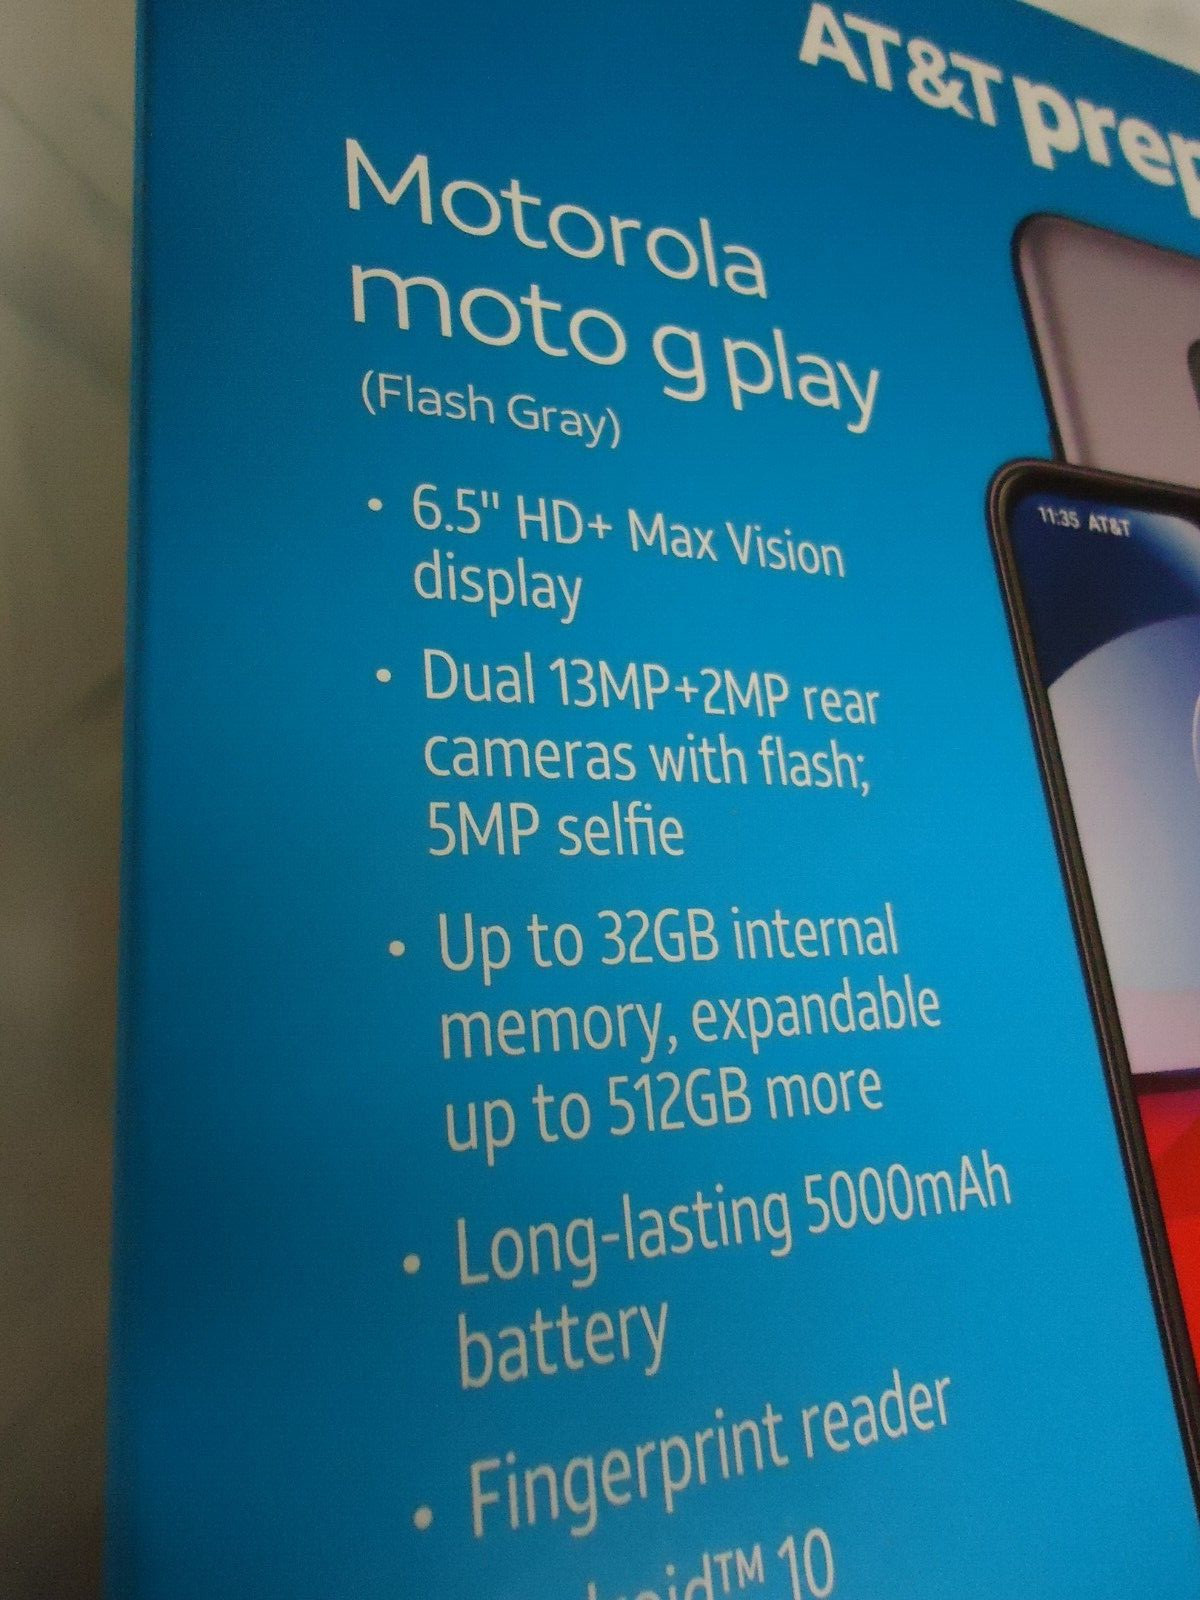 AT&T prep
Motorola
moto g play
(Flash Gray)
• 6.5" HD+ Max Vision
display
• Dual 13MP+2MP rear
cameras with flash;
5MP selfie
• Up to 32GB internal
memory, expandable
up to 512GB more
• Long-lasting 5000mAh
battery
• Fingerprint reader
droid™ 10
11:35 AT&T